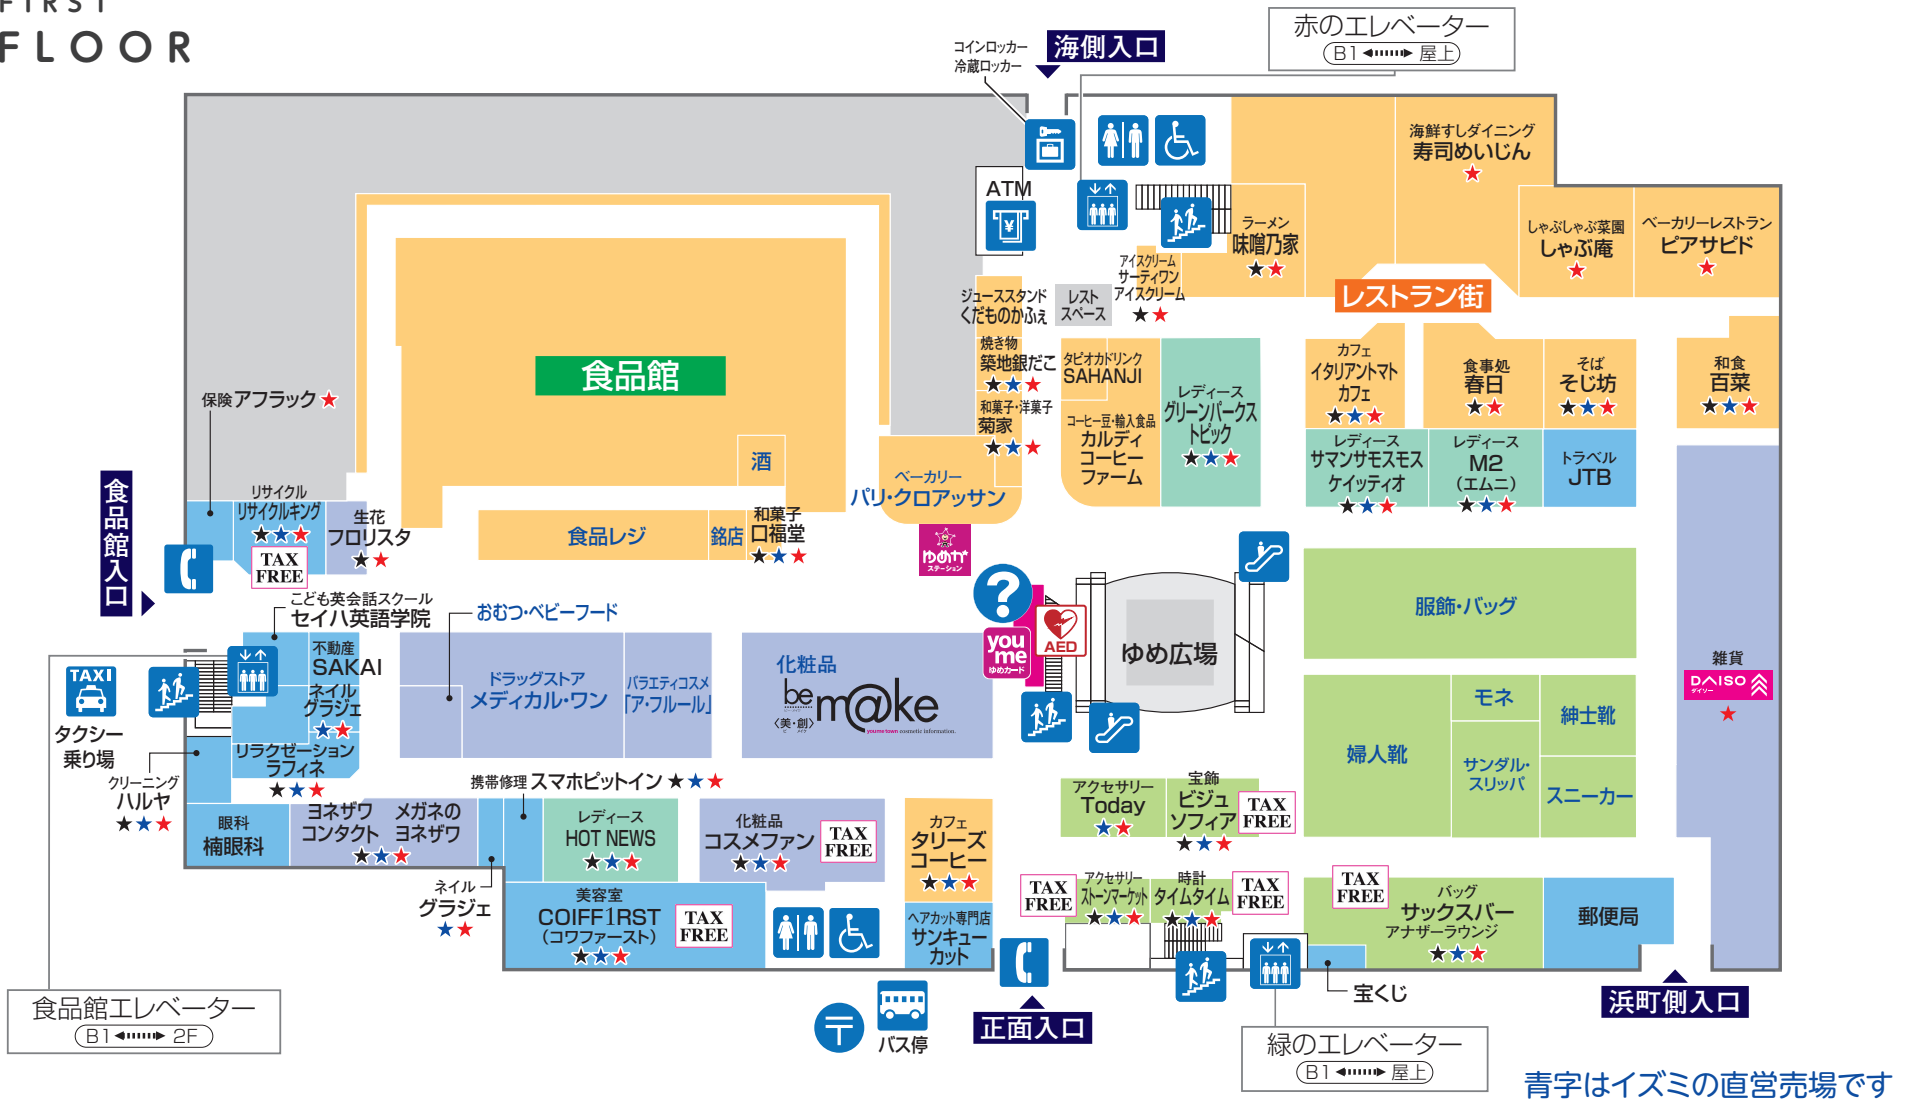 FIRST
FLOOR
コインロッカー
冷蔵ロッカー
海側入口
赤のエレベーター
B1 屋上
海鮮すしダイニング
寿司めいじん
ATM
¥
ラーメン
味噌乃家
しゃぶしゃぶ菜園
しゃぶ庵
ベーカリーレストラン
ピアサピド
アイスクリーム
サーティワン
アイスクリーム
レスト
スペース
レストラン街
ジューススタンド
くだものかふぇ
焼き物
築地銀だこ
タピオカドリンク
SAHANJI
和菓子・洋菓子
菊家
コーヒー豆・輸入食品
カルディ
コーヒー
ファーム
レディース
グリーンパークス
トピック
カフェ
イタリアントマト
カフェ
食事処
春日
そば
そじ坊
和食
百菜
レディース
サマンサモスモス
ケイッティオ
レディース
M2
(エムニ)
トラベル
JTB
食品館
保険 アフラック
酒
ベーカリー
パリ・クロアッサン
食品館入口
リサイクル
リサイクルキング
TAX
FREE
生花
フロリスタ
食品レジ
銘店
和菓子
口福堂
ゆめか
ステーション
こども英会話スクール
セイハ英語学院
おむつ・ベビーフード
?
you
me
ゆめカード
AED
ゆめ広場
服飾・バッグ
不動産
SAKAI
ネイル
グラジェ
TAXI
タクシー
乗り場
ドラッグストア
メディカル・ワン
バラエティコスメ
「ア・フルール」
化粧品
be m@ke
〈美・創〉
youme town cosmetic information.
雑貨
DAISO
ダイソー
モネ
紳士靴
婦人靴
サンダル・
スリッパ
スニーカー
リラクゼーション
ラフィネ
クリーニング
ハルヤ
携帯修理 スマホピットイン
眼科
楠眼科
ヨネザワ
コンタクト
メガネの
ヨネザワ
レディース
HOT NEWS
化粧品
コスメファン
TAX
FREE
カフェ
タリーズ
コーヒー
アクセサリー
Today
宝飾
ビジュ
ソフィア
TAX
FREE
ネイル
グラジェ
美容室
COIFF1RST
(コワファースト)
TAX
FREE
ヘアカット専門店
サンキュー
カット
TAX
FREE
アクセサリー
ストーンマーケット
時計
タイムタイム
TAX
FREE
TAX
FREE
バッグ
サックスバー
アナザーラウンジ
郵便局
宝くじ
浜町側入口
食品館エレベーター
B1 2F
〒
バス停
正面入口
緑のエレベーター
B1 屋上
青字はイズミの直営売場です